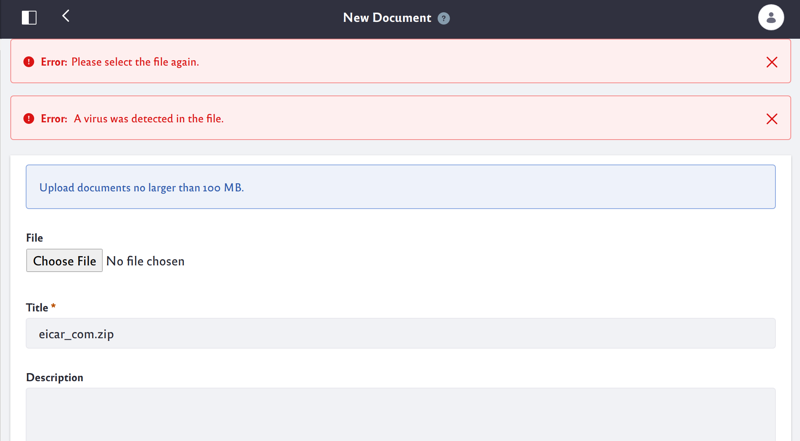 New Document ?
Error: Please select the file again.
Error: A virus was detected in the file.
Upload documents no larger than 100 MB.
File
Choose File No file chosen
Title *
eicar_com.zip
Description